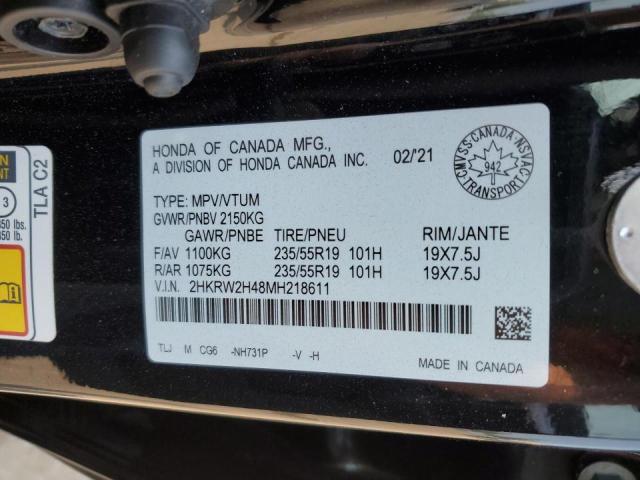 HONDA OF CANADA MFG.,
A DIVISION OF HONDA CANADA INC. 02/'21
CMVSS-CANADA-NSVAC
942
TRANSPORT
TYPE: MPV/VTUM
GVWR/PNBV 2150KG
GAWR/PNBE TIRE/PNEU RIM/JANTE
F/AV 1100KG 235/55R19 101H 19X7.5J
R/AR 1075KG 235/55R19 101H 19X7.5J
V.I.N. 2HKRW2H48MH218611
TLJ M CG6 -NH731P -V -H
MADE IN CANADA
TLA C2
3